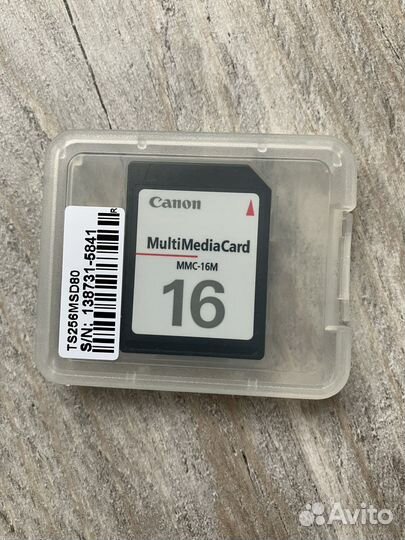 Canon
MultiMediaCard
MMC-16M
16
TS256MSD80
S/N: 138731-5841
R
Avito